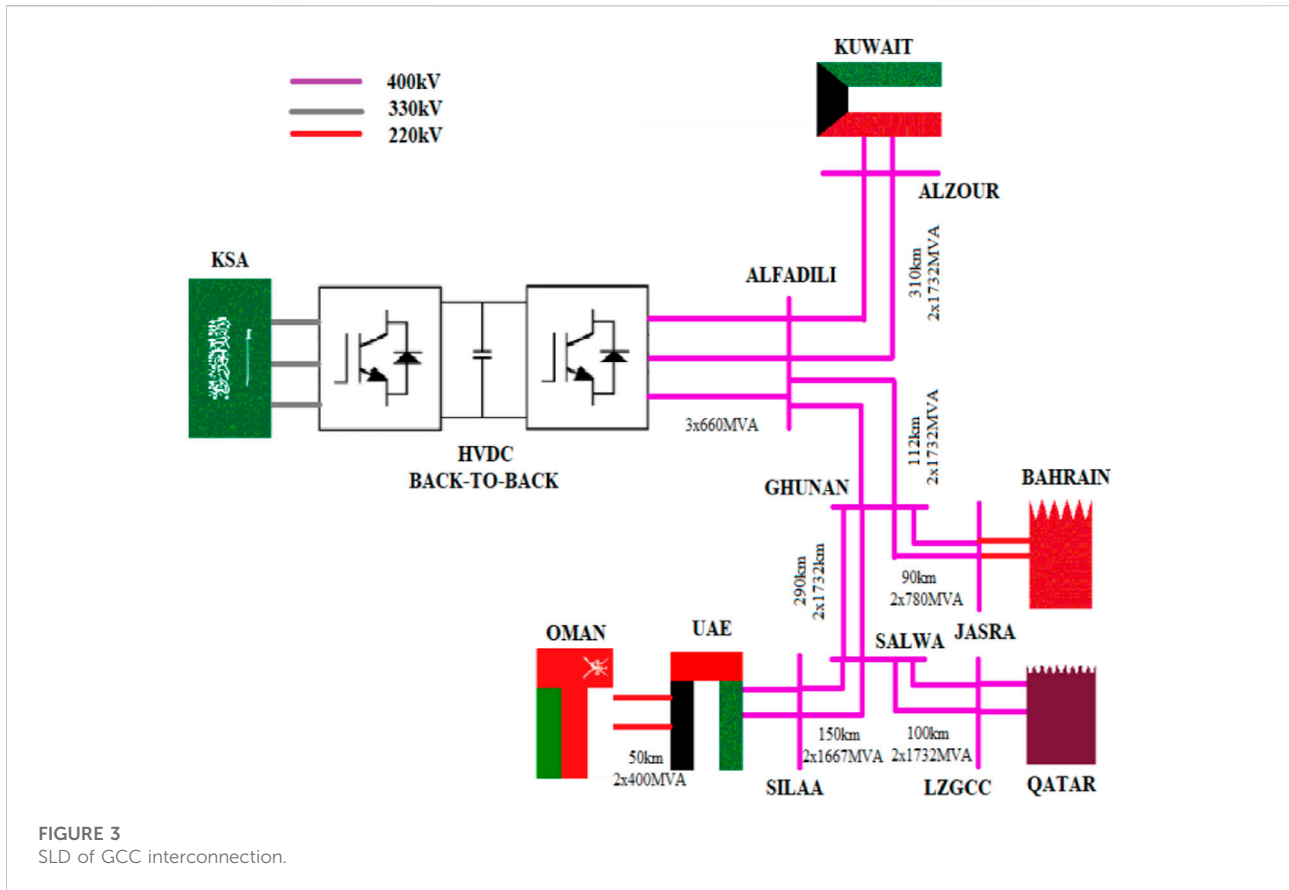 400kV
330kV
220kV
KUWAIT
ALZOUR
310km
2x1732MVA
KSA
ALFADILI
3x660MVA
HVDC
BACK-TO-BACK
112km
2x1732MVA
GHUNAN
BAHRAIN
290km
2x1732km
90km
2x780MVA
JASRA
OMAN
UAE
SALWA
50km
2x400MVA
150km
2x1667MVA
100km
2x1732MVA
SILAA
LZGCC
QATAR
FIGURE 3
SLD of GCC interconnection.